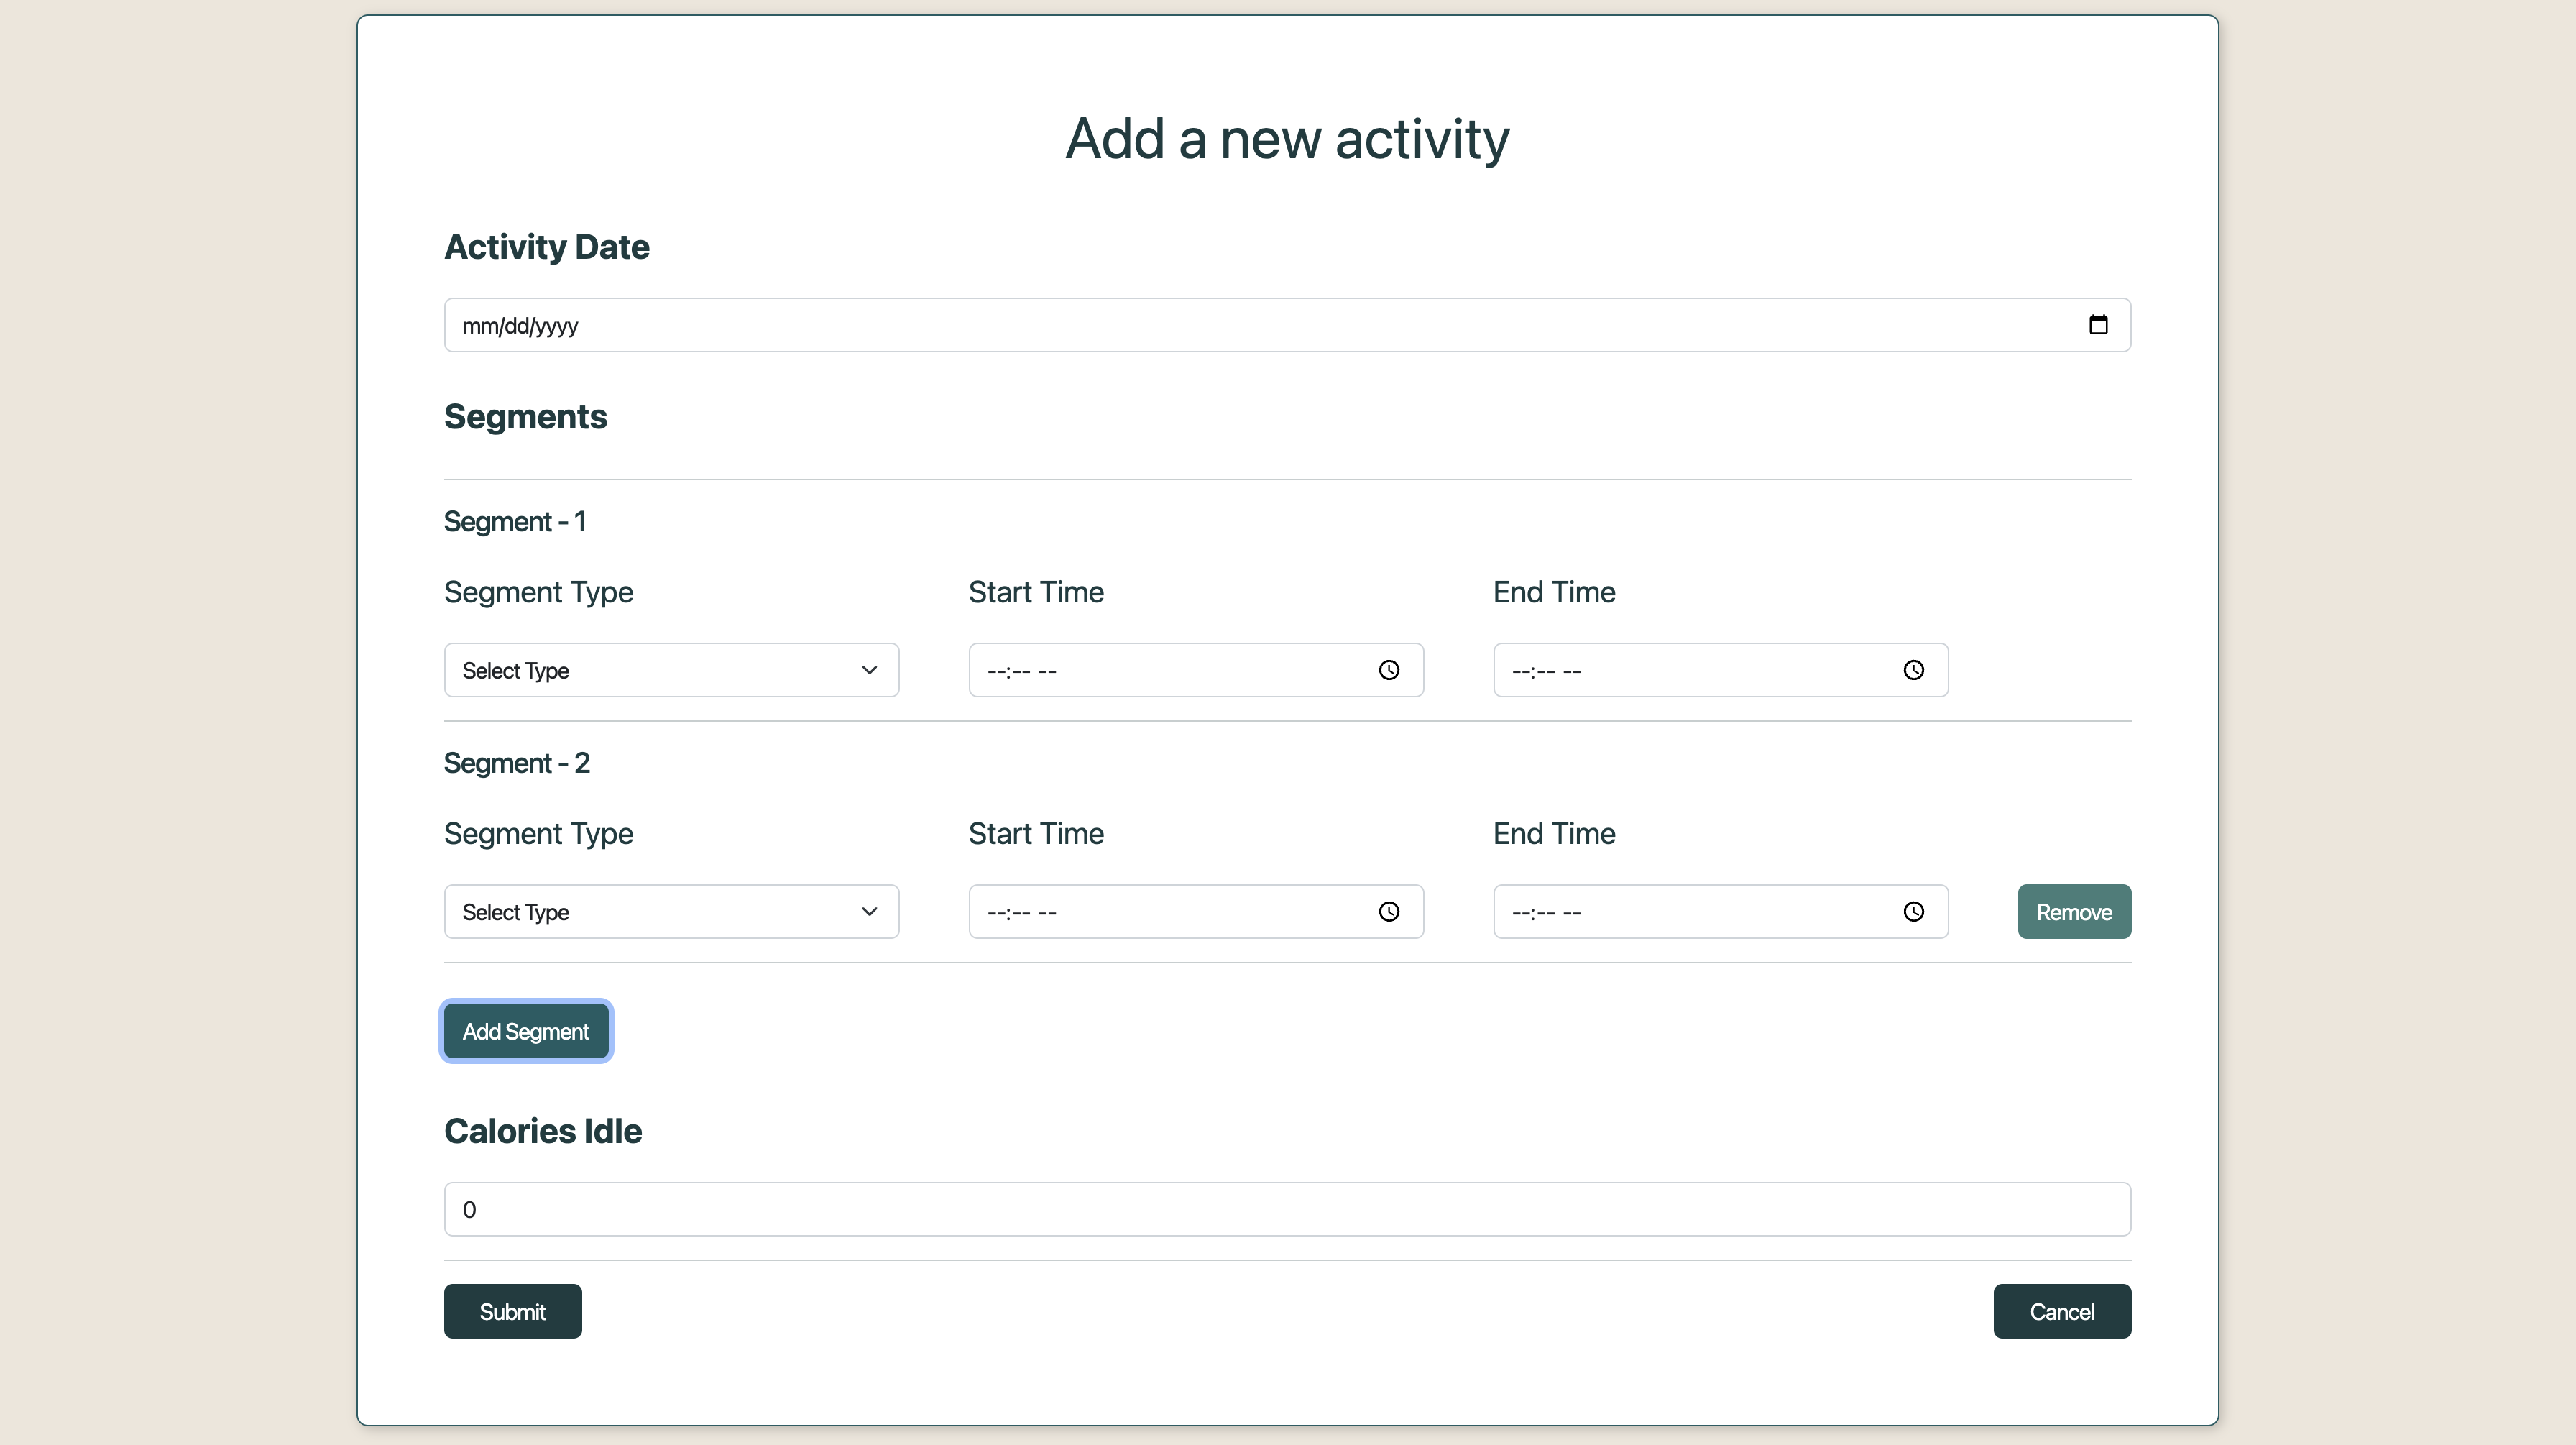 Add a new activity
Activity Date
mm/dd/yyyy
Segments
Segment - 1
Segment Type Start Time End Time
Select Type --:-- -- --:-- --
Segment - 2
Segment Type Start Time End Time
Select Type --:-- -- --:-- -- Remove
Add Segment
Calories Idle
0
Submit Cancel